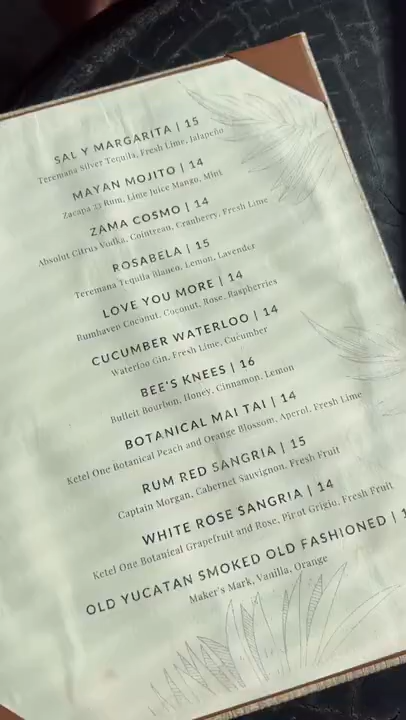 SAL Y MARGARITA | 15
Teremana Silver Tequila, Fresh Lime, Jalapeño
MAYAN MOJITO | 14
Zacapa 23 Rum, Lime Juice Mango, Mint
ZAMA COSMO | 14
Absolut Citrus Vodka, Cointreau, Cranberry, Fresh Lime
ROSABELA | 15
Teremana Tequila Blanco, Lemon, Lavender
LOVE YOU MORE | 14
Rumhaven Coconut, Coconut, Rose, Raspberries
CUCUMBER WATERLOO | 14
Waterloo Gin, Fresh Lime, Cucumber
BEE'S KNEES | 16
Bulleit Bourbon, Honey, Cinnamon, Lemon
BOTANICAL MAI TAI | 14
Ketel One Botanical Peach and Orange Blossom, Aperol, Fresh Lime
RUM RED SANGRIA | 15
Captain Morgan, Cabernet Sauvignon, Fresh Fruit
WHITE ROSE SANGRIA | 14
Ketel One Botanical Grapefruit and Rose, Pinot Grigio, Fresh Fruit
OLD YUCATAN SMOKED OLD FASHIONED |
Maker's Mark, Vanilla, Orange